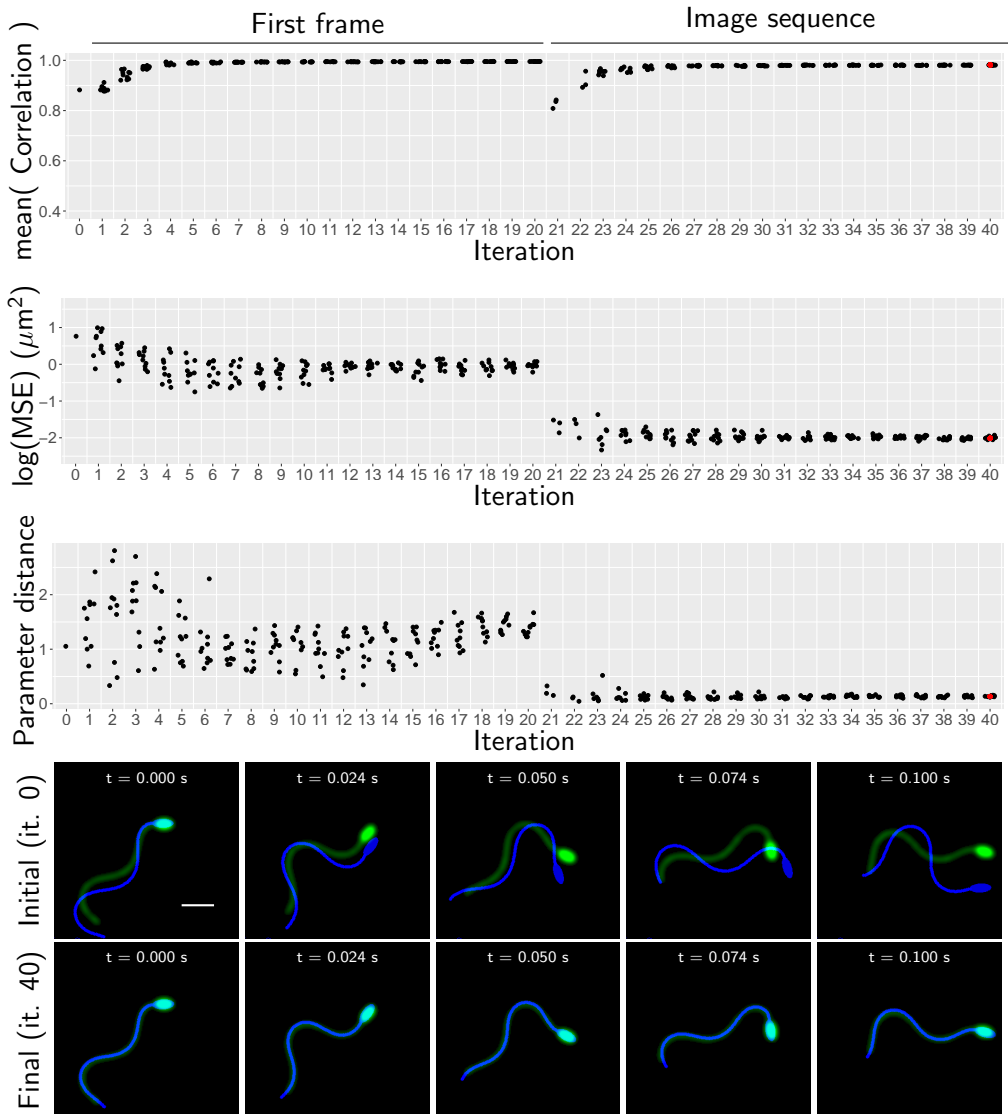 First frame
Image sequence
mean( Correlation )
1.0
0.8
0.6
0.4
0 1 2 3 4 5 6 7 8 9 10 11 12 13 14 15 16 17 18 19 20 21 22 23 24 25 26 27 28 29 30 31 32 33 34 35 36 37 38 39 40
Iteration
log(MSE) (μm²)
1
0
−1
−2
0 1 2 3 4 5 6 7 8 9 10 11 12 13 14 15 16 17 18 19 20 21 22 23 24 25 26 27 28 29 30 31 32 33 34 35 36 37 38 39 40
Iteration
Parameter distance
2
1
0
0 1 2 3 4 5 6 7 8 9 10 11 12 13 14 15 16 17 18 19 20 21 22 23 24 25 26 27 28 29 30 31 32 33 34 35 36 37 38 39 40
Iteration
Initial (it. 0)
t = 0.000 s
t = 0.024 s
t = 0.050 s
t = 0.074 s
t = 0.100 s
Final (it. 40)
t = 0.000 s
t = 0.024 s
t = 0.050 s
t = 0.074 s
t = 0.100 s